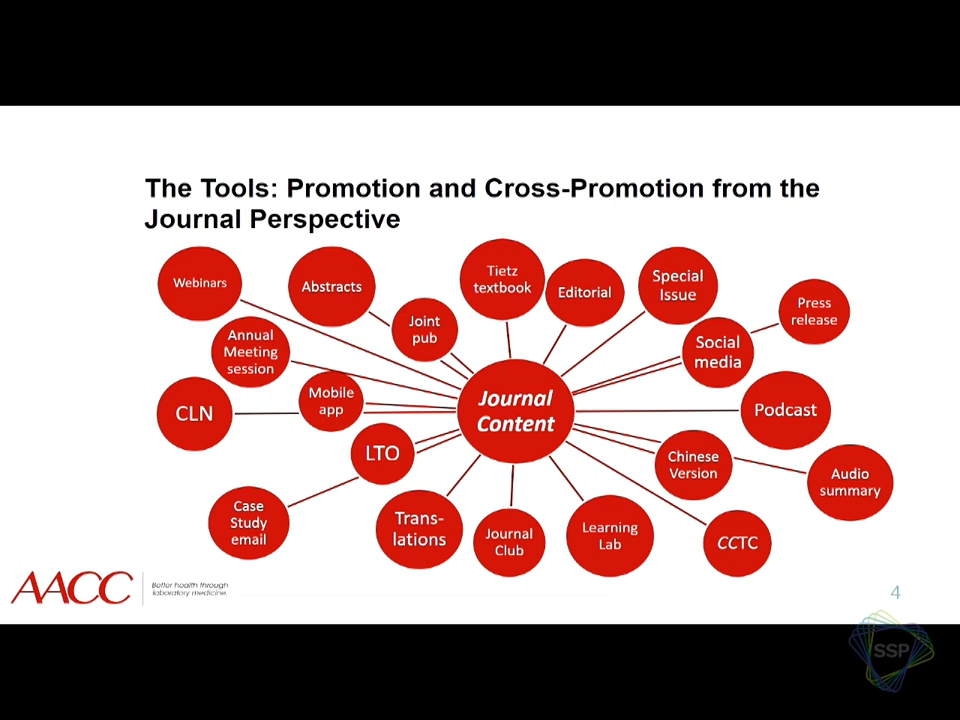 The Tools: Promotion and Cross-Promotion from the
Journal Perspective
Webinars
Abstracts
Tietz
textbook
Editorial
Special
Issue
Press
release
Joint
pub
Annual
Meeting
session
Social
media
Mobile
app
CLN
Journal
Content
Podcast
LTO
Chinese
Version
Audio
summary
Case
Study
email
Trans-
lations
Journal
Club
Learning
Lab
CCTC
AACC
Better health through
laboratory medicine.
4
SSP